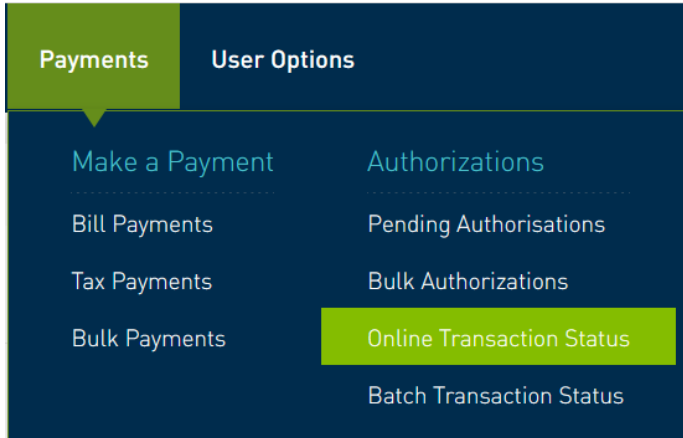 Payments
User Options
Make a Payment
Bill Payments
Tax Payments
Bulk Payments
Authorizations
Pending Authorisations
Bulk Authorizations
Online Transaction Status
Batch Transaction Status